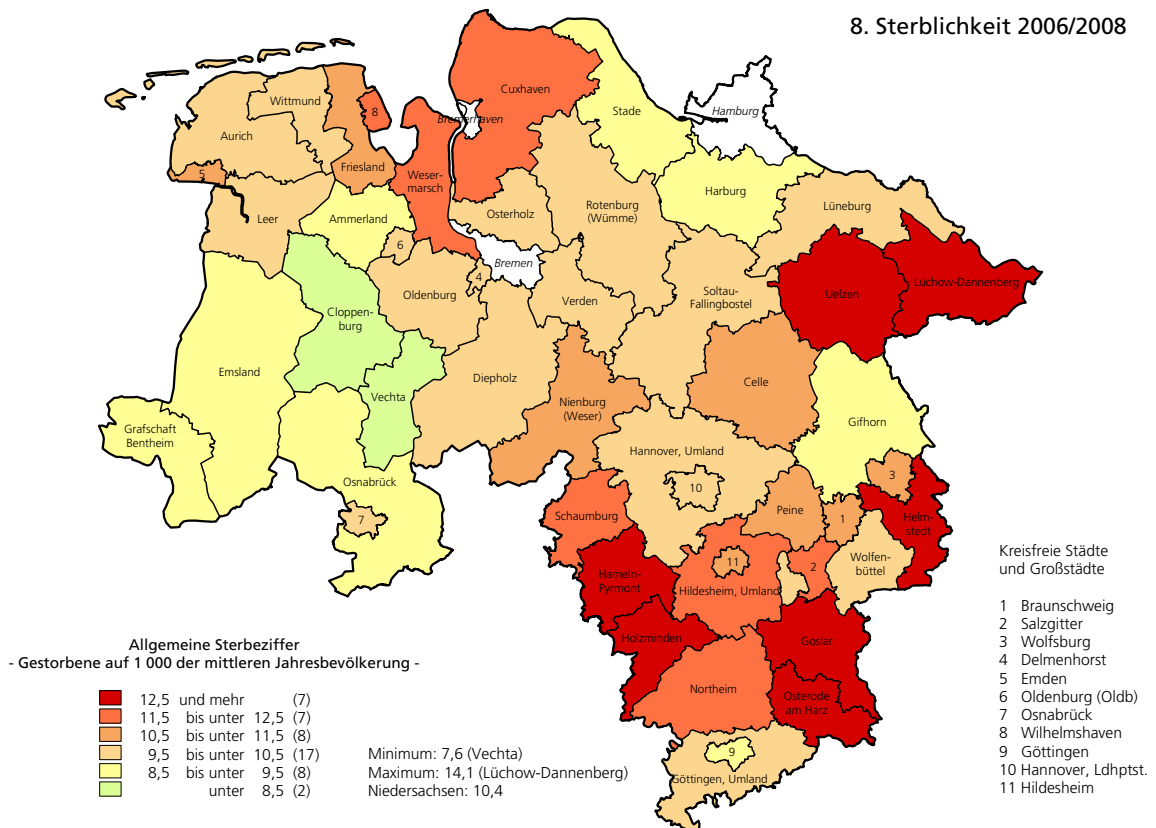 8. Sterblichkeit 2006/2008
Cuxhaven
Wittmund
Stade
Hamburg
8
Bremerhaven
Aurich
Friesland
5
Weser-
marsch
Harburg
Rotenburg
(Wümme)
Lüneburg
Osterholz
Leer
Ammerland
6
Bremen
4
Uelzen
Lüchow-Dannenberg
Soltau-
Fallingbostel
Oldenburg
Verden
Cloppen-
burg
Emsland
Diepholz
Celle
Vechta
Nienburg
(Weser)
Gifhorn
Grafschaft
Bentheim
Hannover, Umland
3
Osnabrück
10
7
Schaumburg
Peine
1
Helm-
stedt
Wolfen-
büttel
11
2
Hameln-
Pyrmont
Hildesheim, Umland
Holzminden
Goslar
Northeim
Osterode
am Harz
9
Göttingen, Umland
Kreisfreie Städte
und Großstädte
1 Braunschweig
2 Salzgitter
3 Wolfsburg
4 Delmenhorst
5 Emden
6 Oldenburg (Oldb)
7 Osnabrück
8 Wilhelmshaven
9 Göttingen
10 Hannover, Ldhptst.
11 Hildesheim
Allgemeine Sterbeziffer
- Gestorbene auf 1 000 der mittleren Jahresbevölkerung -
12,5 und mehr (7)
11,5 bis unter 12,5 (7)
10,5 bis unter 11,5 (8)
9,5 bis unter 10,5 (17)
8,5 bis unter 9,5 (8)
unter 8,5 (2)
Minimum: 7,6 (Vechta)
Maximum: 14,1 (Lüchow-Dannenberg)
Niedersachsen: 10,4